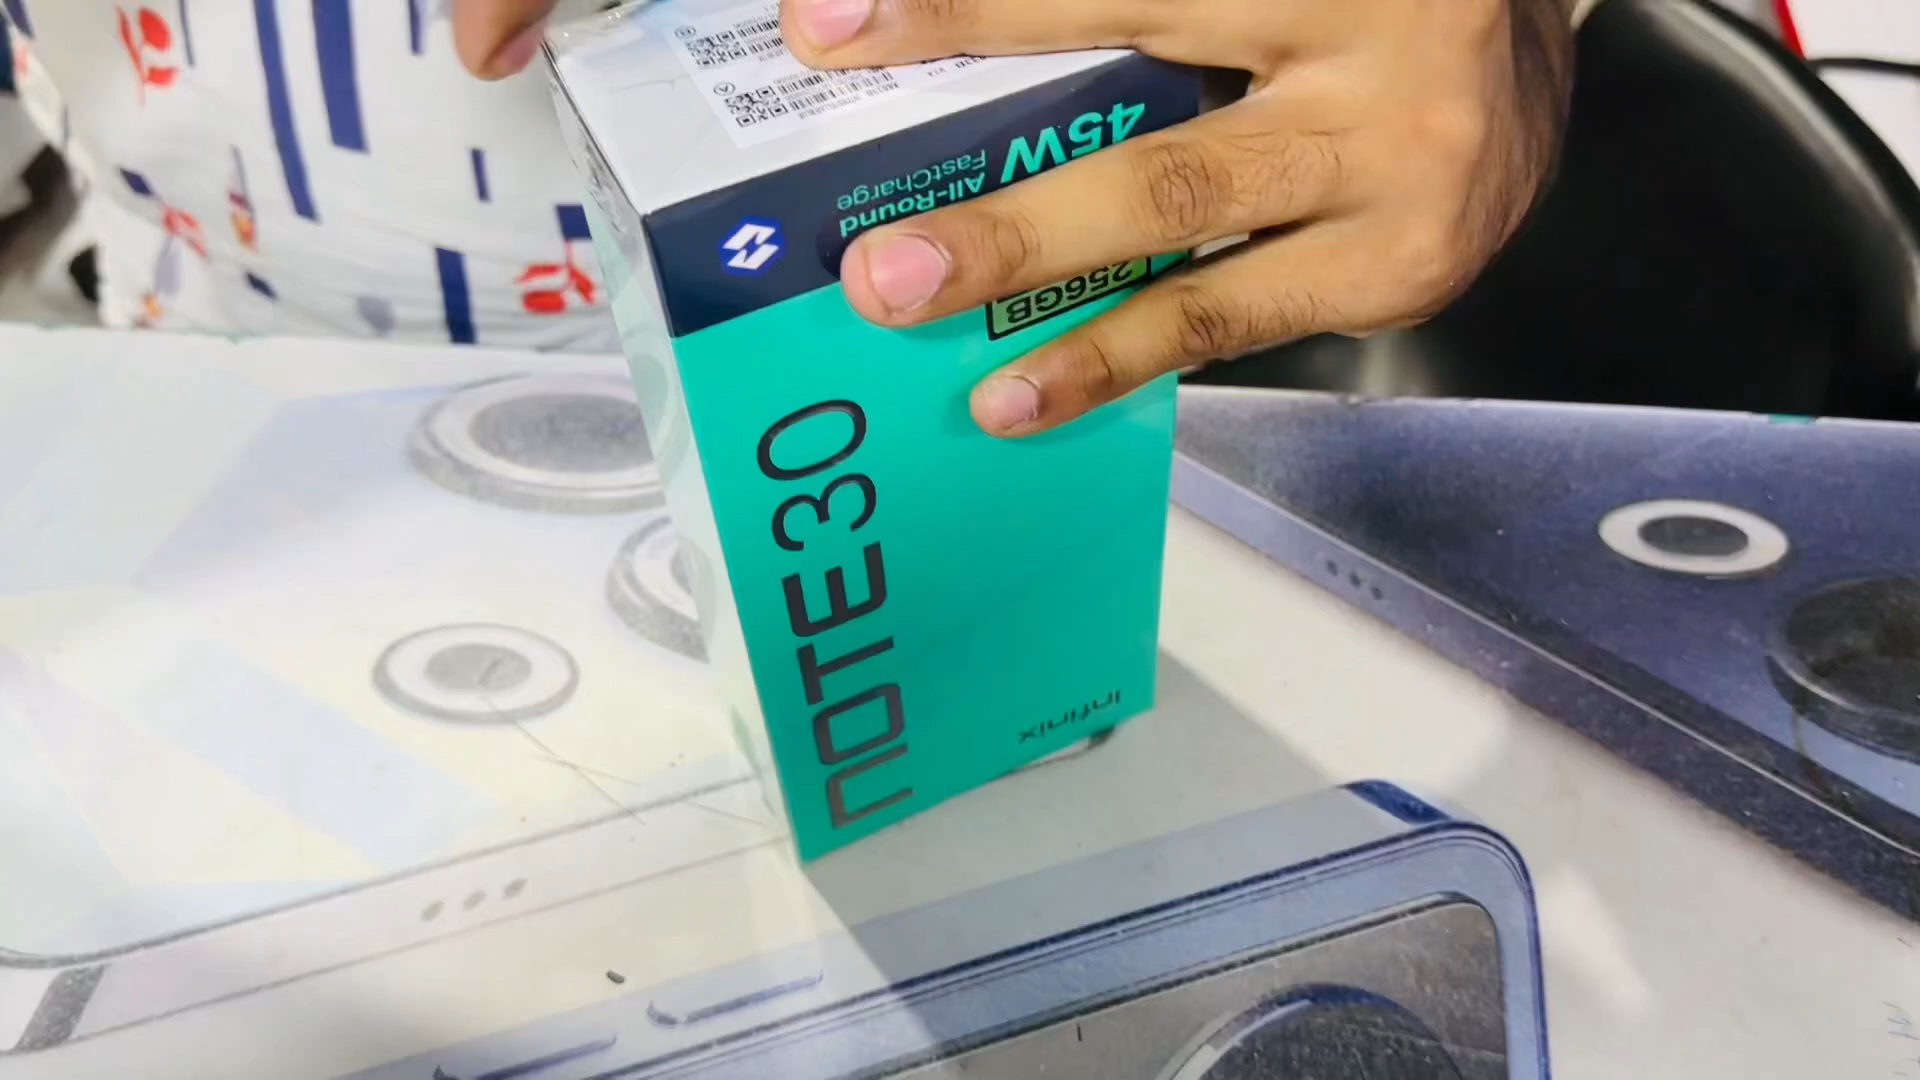 45W
All-Round
FastCharge
256GB
NOTE30
Infinix